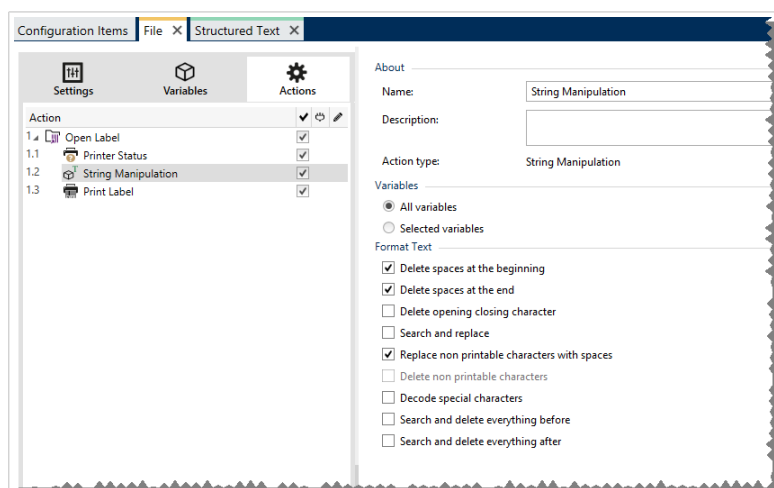 Configuration Items File X Structured Text X
Settings Variables Actions
Action
1 Open Label
1.1 Printer Status
1.2 String Manipulation
1.3 Print Label
About
Name: String Manipulation
Description:
Action type: String Manipulation
Variables
All variables
Selected variables
Format Text
Delete spaces at the beginning
Delete spaces at the end
Delete opening closing character
Search and replace
Replace non printable characters with spaces
Delete non printable characters
Decode special characters
Search and delete everything before
Search and delete everything after